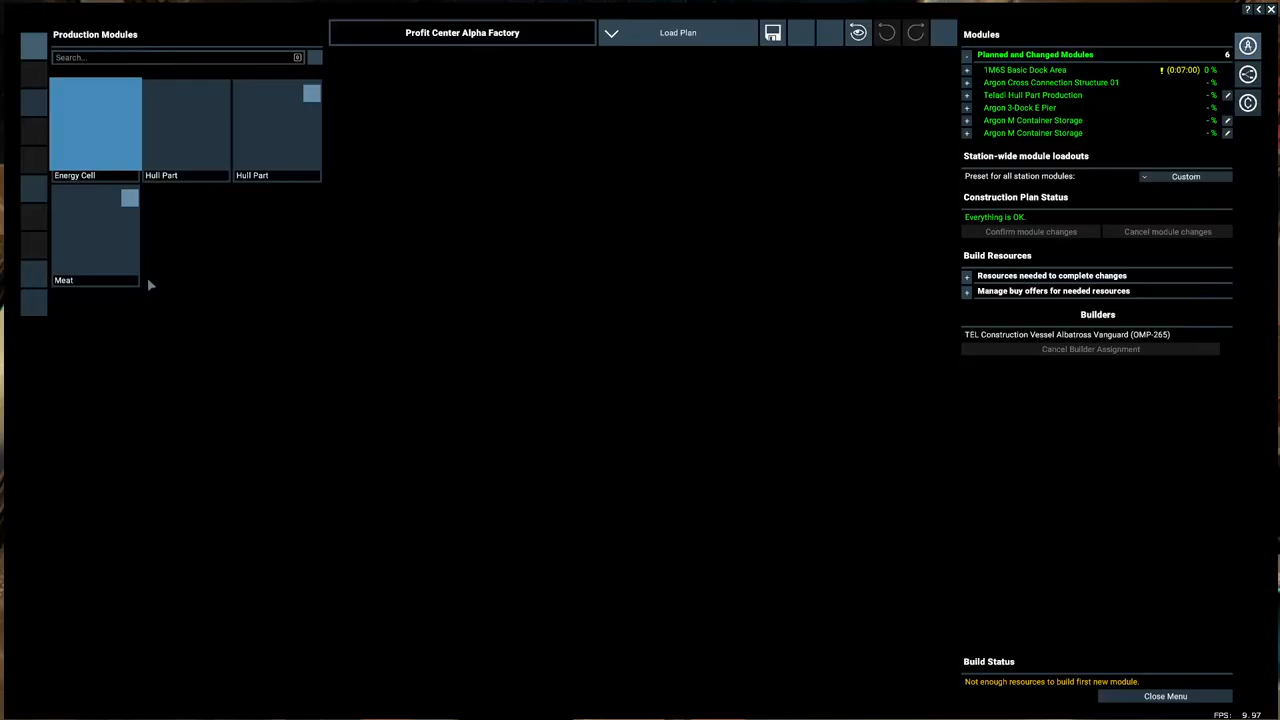 ? < X
Production Modules
Search...
Energy Cell
Hull Part
Hull Part
Meat
Profit Center Alpha Factory
Load Plan
Modules
- Planned and Changed Modules 6
+ 1M6S Basic Dock Area ! (0:07:00) 0 %
+ Argon Cross Connection Structure 01 - %
+ Teladi Hull Part Production - %
+ Argon 3-Dock E Pier - %
+ Argon M Container Storage - %
+ Argon M Container Storage - %
Station-wide module loadouts
Preset for all station modules: Custom
Construction Plan Status
Everything is OK.
Confirm module changes Cancel module changes
Build Resources
+ Resources needed to complete changes
+ Manage buy offers for needed resources
Builders
TEL Construction Vessel Albatross Vanguard (OMP-265)
Cancel Builder Assignment
Build Status
Not enough resources to build first new module.
Close Menu
FPS: 9.97